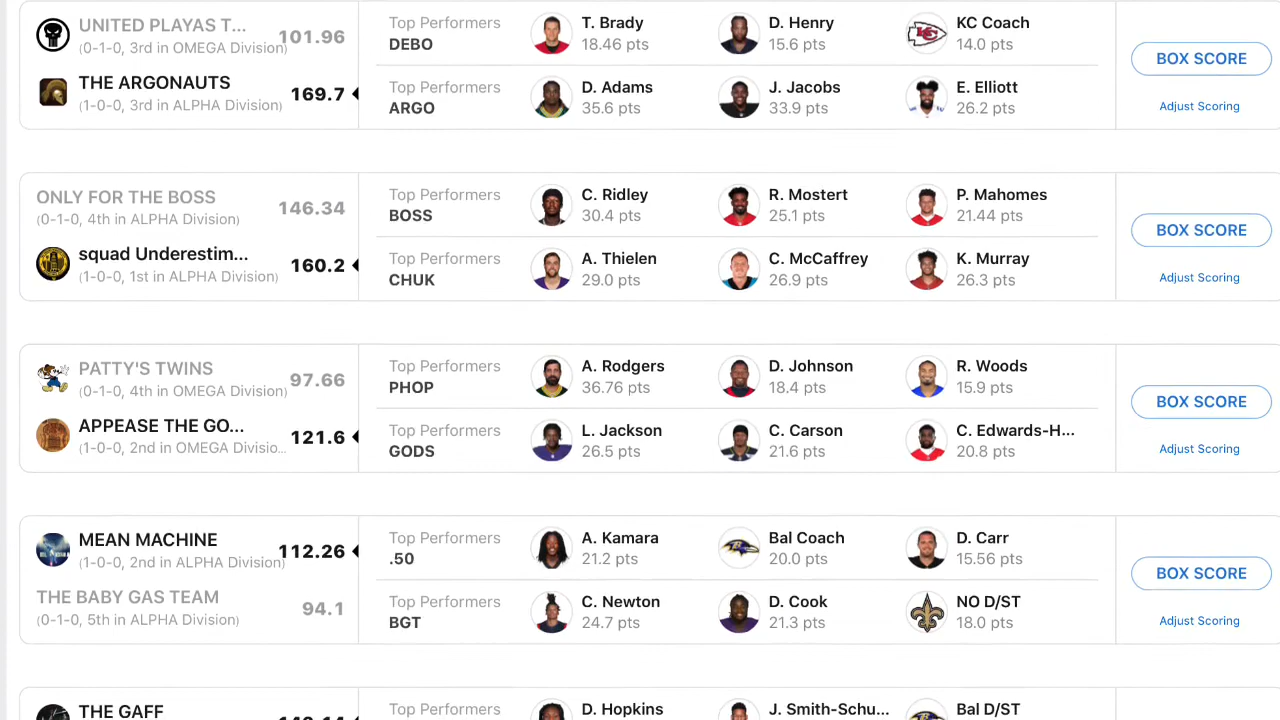 UNITED PLAYAS T... 101.96
(0-1-0, 3rd in OMEGA Division)
THE ARGONAUTS 169.7
(1-0-0, 3rd in ALPHA Division)
Top Performers
DEBO
T. Brady
18.46 pts
D. Henry
15.6 pts
KC Coach
14.0 pts
Top Performers
ARGO
D. Adams
35.6 pts
J. Jacobs
33.9 pts
E. Elliott
26.2 pts
BOX SCORE
Adjust Scoring
ONLY FOR THE BOSS 146.34
(0-1-0, 4th in ALPHA Division)
squad Underestim... 160.2
(1-0-0, 1st in ALPHA Division)
Top Performers
BOSS
C. Ridley
30.4 pts
R. Mostert
25.1 pts
P. Mahomes
21.44 pts
Top Performers
CHUK
A. Thielen
29.0 pts
C. McCaffrey
26.9 pts
K. Murray
26.3 pts
BOX SCORE
Adjust Scoring
PATTY'S TWINS 97.66
(0-1-0, 4th in OMEGA Division)
APPEASE THE GO... 121.6
(1-0-0, 2nd in OMEGA Divisio...
Top Performers
PHOP
A. Rodgers
36.76 pts
D. Johnson
18.4 pts
R. Woods
15.9 pts
Top Performers
GODS
L. Jackson
26.5 pts
C. Carson
21.6 pts
C. Edwards-H...
20.8 pts
BOX SCORE
Adjust Scoring
MEAN MACHINE 112.26
(1-0-0, 2nd in ALPHA Division)
THE BABY GAS TEAM 94.1
(0-1-0, 5th in ALPHA Division)
Top Performers
.50
A. Kamara
21.2 pts
Bal Coach
20.0 pts
D. Carr
15.56 pts
Top Performers
BGT
C. Newton
24.7 pts
D. Cook
21.3 pts
NO D/ST
18.0 pts
BOX SCORE
Adjust Scoring
THE GAFF
Top Performers
D. Hopkins
J. Smith-Schu...
Bal D/ST